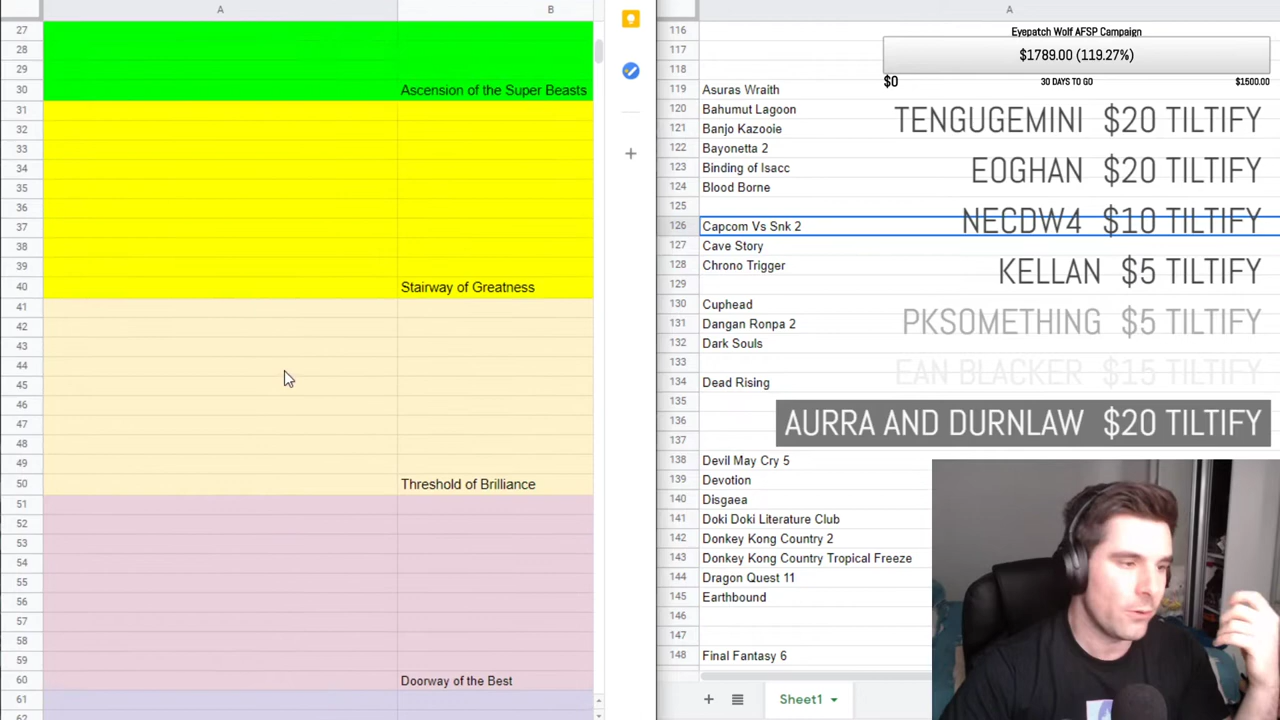 A
B
27
28
29
30 Ascension of the Super Beasts
31
32
33
34
35
36
37
38
39
40 Stairway of Greatness
41
42
43
44
45
46
47
48
49
50 Threshold of Brilliance
51
52
53
54
55
56
57
58
59
60 Doorway of the Best
61
62
A
116
117
118
119 Asuras Wraith
120 Bahumut Lagoon
121 Banjo Kazooie
122 Bayonetta 2
123 Binding of Isacc
124 Blood Borne
125
126 Capcom Vs Snk 2
127 Cave Story
128 Chrono Trigger
129
130 Cuphead
131 Dangan Ronpa 2
132 Dark Souls
133
134 Dead Rising
135
136
137
138 Devil May Cry 5
139 Devotion
140 Disgaea
141 Doki Doki Literature Club
142 Donkey Kong Country 2
143 Donkey Kong Country Tropical Freeze
144 Dragon Quest 11
145 Earthbound
146
147
148 Final Fantasy 6
Sheet1
Eyepatch Wolf AFSP Campaign
$1789.00 (119.27%)
$0 30 DAYS TO GO $1500.00
TENGUGEMINI $20 TILTIFY
EOGHAN $20 TILTIFY
NECDW4 $10 TILTIFY
KELLAN $5 TILTIFY
PKSOMETHING $5 TILTIFY
EAN BLACKER $15 TILTIFY
AURRA AND DURNLAW $20 TILTIFY